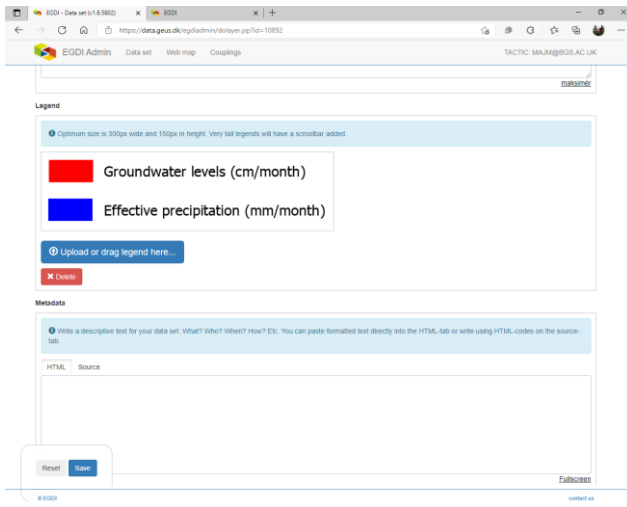 EGDI - Data set (v1.6.5802)
EGDI
https://data.geus.dk/egdiadmin/dolayer.jsp?id=10892
EGDI Admin Data set Web map Couplings TACTIC: MAJM@BGS.AC.UK
maksimér
Legend
Optimum size is 300px wide and 150px in height. Very tall legends will have a scroolbar added.
Groundwater levels (cm/month)
Effective precipitation (mm/month)
Upload or drag legend here...
Delete
Metadata
Write a descriptive text for your data set. What? Who? When? How? Etc. You can paste formatted text directly into the HTML-tab or write using HTML-codes on the source-
tab.
HTML Source
Reset Save
Fullscreen
© EGDI contact us